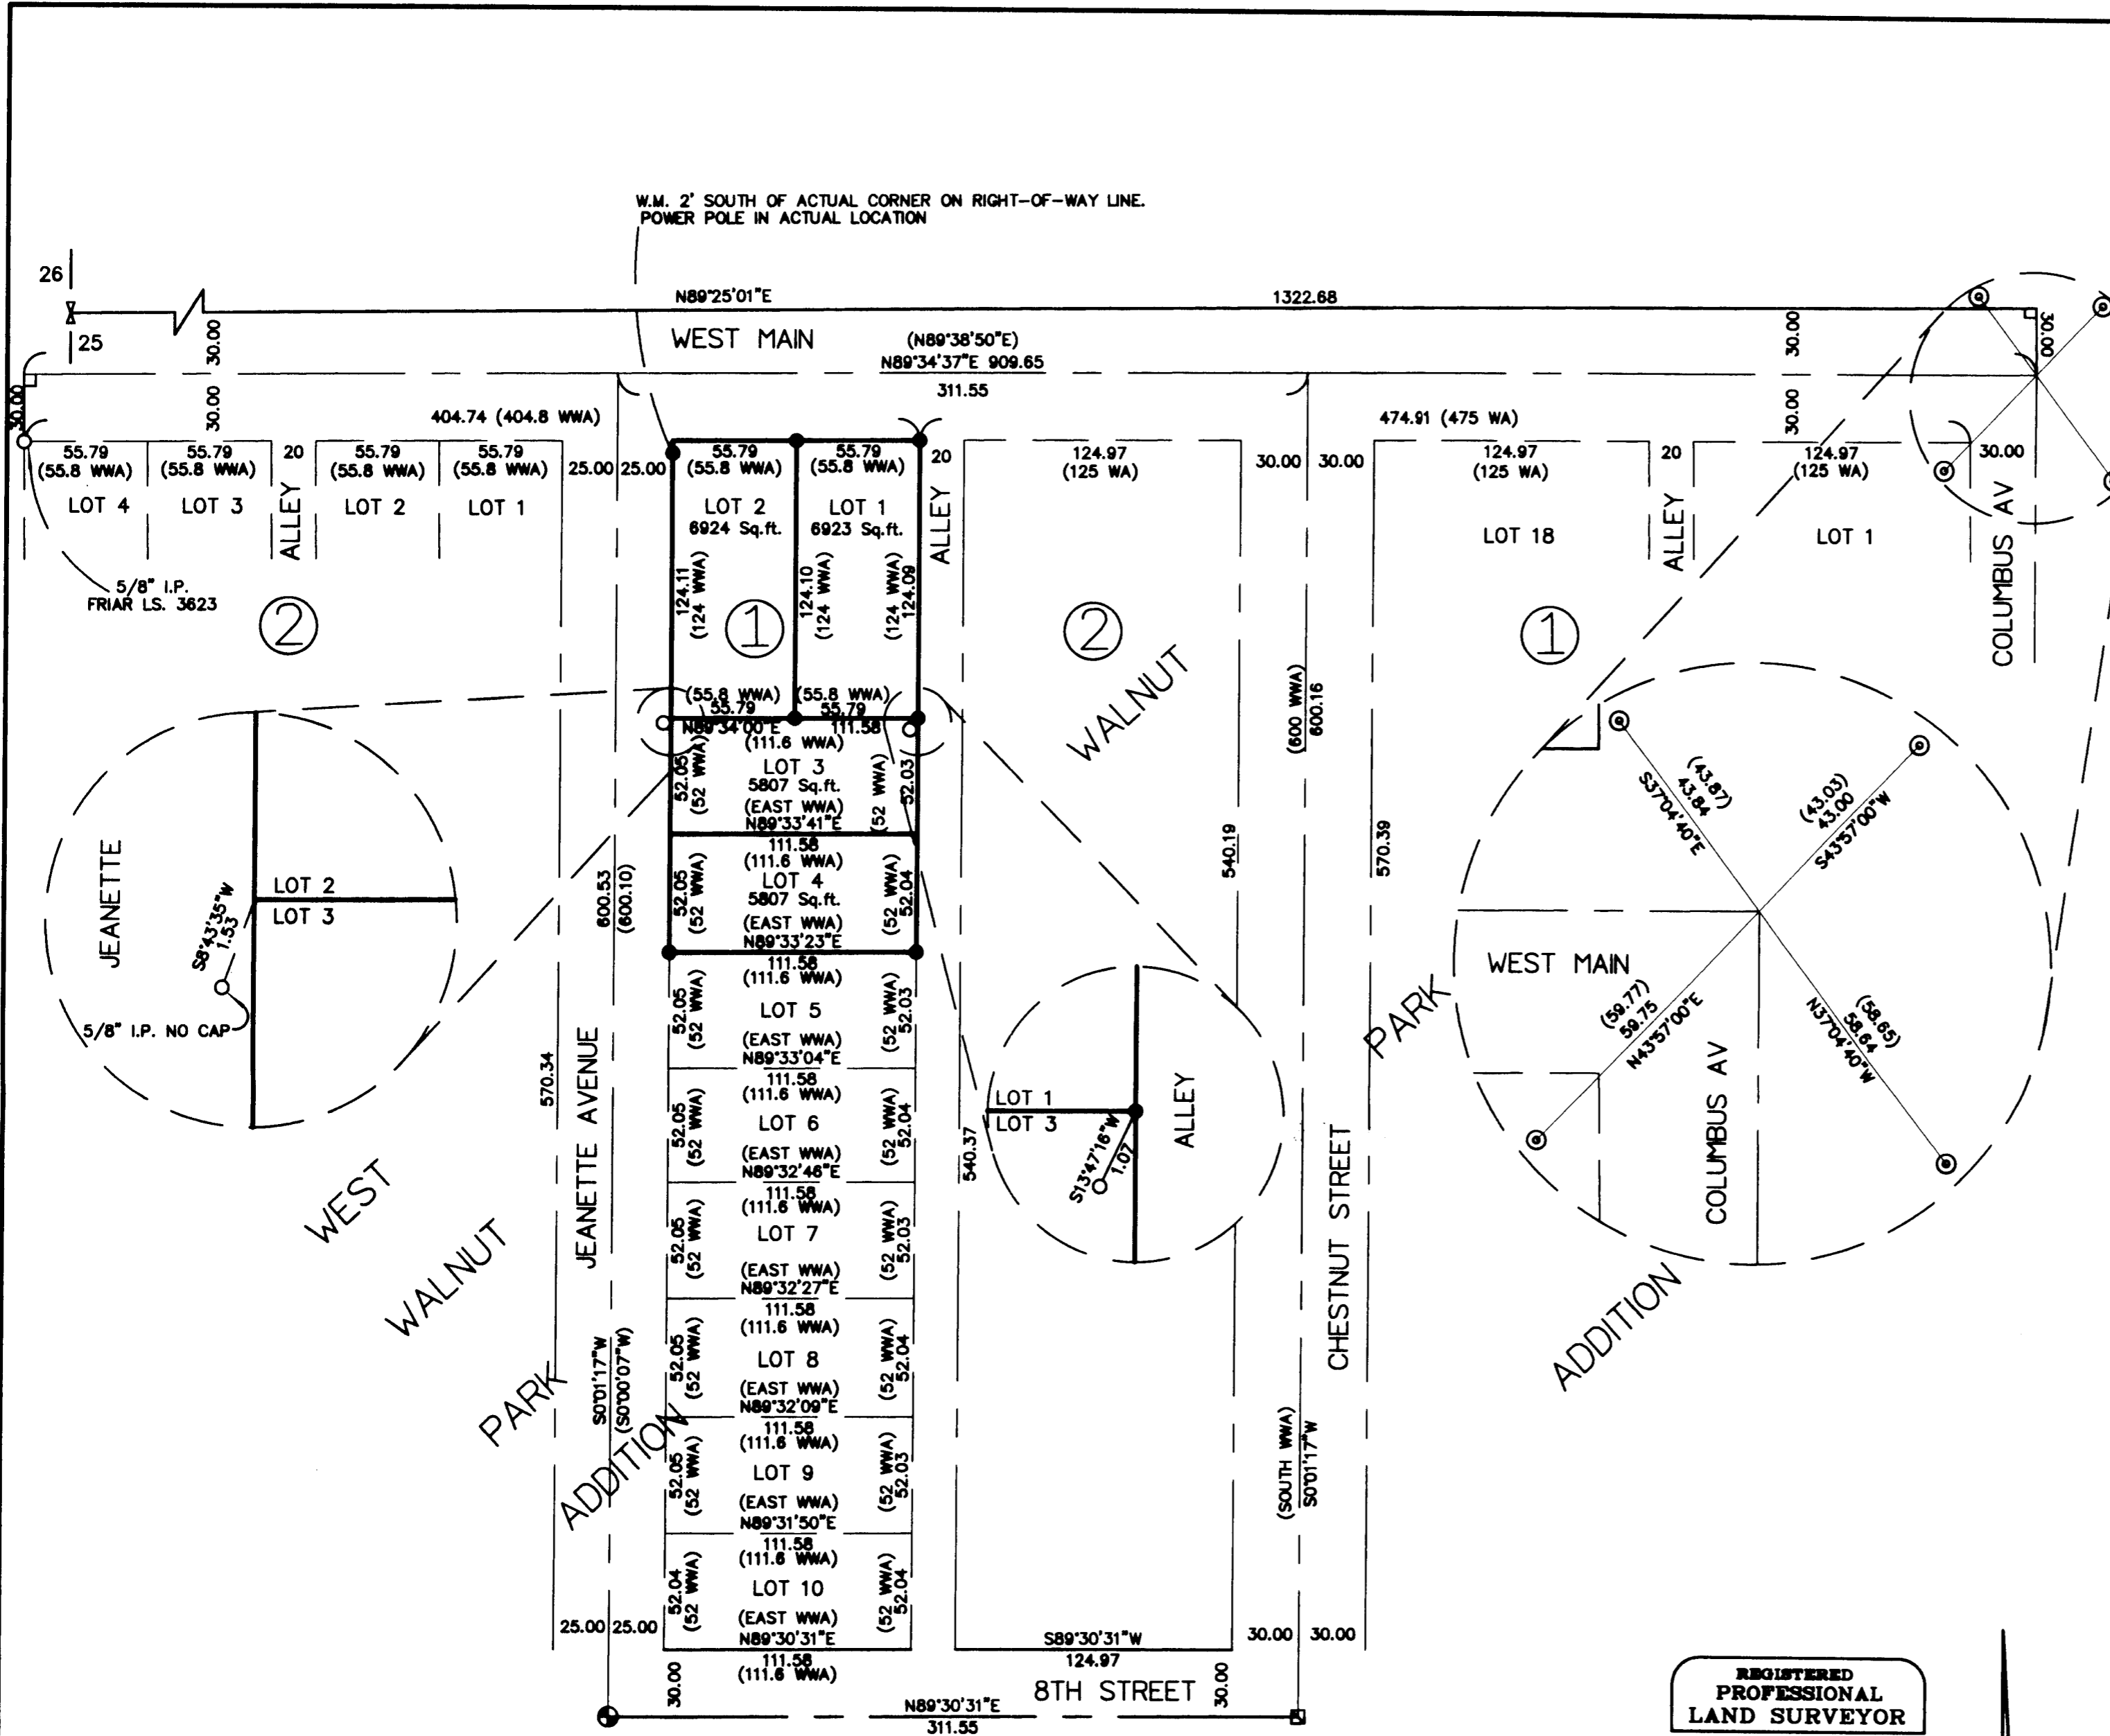 W.M. 2' SOUTH OF ACTUAL CORNER ON RIGHT-OF-WAY LINE.
POWER POLE IN ACTUAL LOCATION
26
25
N89°25'01"E
1322.68
WEST MAIN
(N89°38'50"E)
N89°34'37"E 909.65
311.55
30.00
30.00
30.00
30.00
30.00
30.00
404.74 (404.8 WWA)
474.91 (475 WA)
55.79
(55.8 WWA)
LOT 4
55.79
(55.8 WWA)
LOT 3
20
ALLEY
55.79
(55.8 WWA)
LOT 2
55.79
(55.8 WWA)
LOT 1
25.00
25.00
5/8" I.P.
FRIAR LS. 3623
2
55.79
(55.8 WWA)
LOT 2
6924 Sq.ft.
55.79
(55.8 WWA)
LOT 1
6923 Sq.ft.
124.11
(124 WWA)
124.10
(124 WWA)
(124 WWA)
124.09
1
(55.8 WWA)
55.79
(55.8 WWA)
55.79
20
ALLEY
124.97
(125 WA)
2
30.00
30.00
124.97
(125 WA)
LOT 18
20
ALLEY
124.97
(125 WA)
LOT 1
30.00
1
COLUMBUS AV
N89°34'00"E
111.58
(111.6 WWA)
52.05
(52 WWA)
LOT 3
5807 Sq.ft.
(52 WWA)
52.03
(EAST WWA)
N89°33'41"E
111.58
(111.6 WWA)
52.05
(52 WWA)
LOT 4
5807 Sq.ft.
(52 WWA)
52.04
(EAST WWA)
N89°33'23"E
111.58
(111.6 WWA)
52.05
(52 WWA)
LOT 5
(52 WWA)
52.03
(EAST WWA)
N89°33'04"E
111.58
(111.6 WWA)
52.05
(52 WWA)
LOT 6
(52 WWA)
52.04
(EAST WWA)
N89°32'46"E
111.58
(111.6 WWA)
52.05
(52 WWA)
LOT 7
(52 WWA)
52.03
(EAST WWA)
N89°32'27"E
111.58
(111.6 WWA)
52.05
(52 WWA)
LOT 8
(52 WWA)
52.04
(EAST WWA)
N89°32'09"E
111.58
(111.6 WWA)
52.05
(52 WWA)
LOT 9
(52 WWA)
52.03
(EAST WWA)
N89°31'50"E
111.58
(111.6 WWA)
52.04
(52 WWA)
LOT 10
(52 WWA)
52.04
(EAST WWA)
N89°30'31"E
111.58
(111.6 WWA)
JEANETTE
LOT 2
LOT 3
S8°43'35"W
1.53
5/8" I.P. NO CAP
WEST
WALNUT
PARK
ADDITION
570.34
JEANETTE AVENUE
600.53
(600.10)
S0°01'17"W
(S0°00'07"W)
25.00
25.00
WALNUT
PARK
ADDITION
540.37
540.19
(600 WWA)
600.16
570.39
LOT 1
LOT 3
S13°47'16"W
1.07
ALLEY
CHESTNUT STREET
(SOUTH WWA)
S0°01'17"W
(43.87)
43.84
S37°04'40"E
(43.03)
43.00
S43°57'00"W
WEST MAIN
(59.77)
59.75
N43°57'00"E
(58.65)
58.64
N37°04'40"W
COLUMBUS AV
S89°30'31"W
124.97
30.00
30.00
30.00
30.00
8TH STREET
N89°30'31"E
311.55
REGISTERED
PROFESSIONAL
LAND SURVEYOR